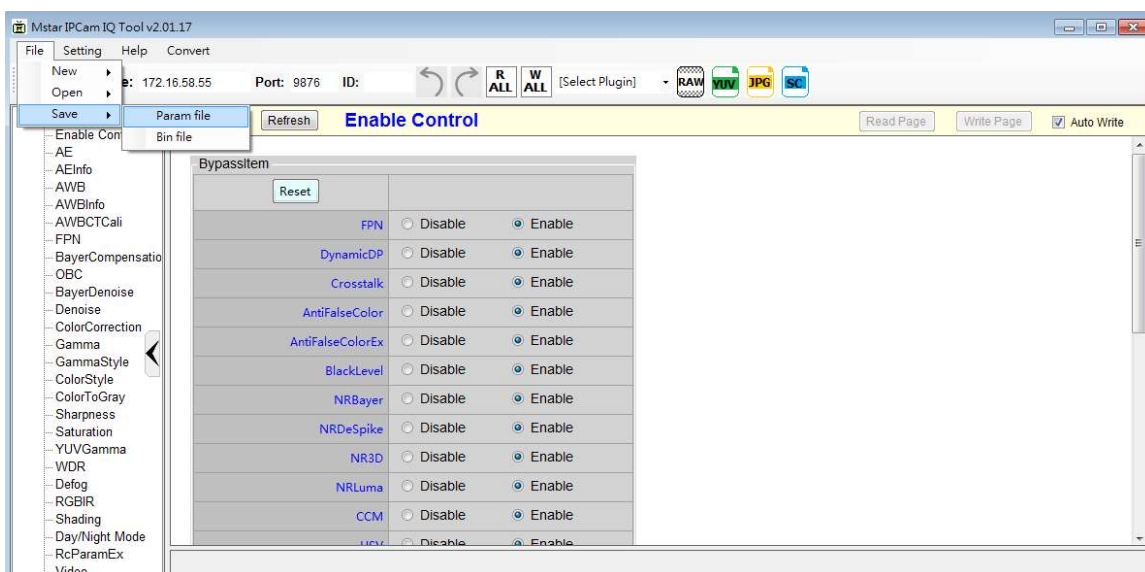 Mstar IPCam IQ Tool v2.01.17
File Setting Help Convert
New
Open
Save
Param file
Bin file
e: 172.16.58.55 Port: 9876 ID: R ALL W ALL [Select Plugin] RAW YUV JPG SC
Refresh Enable Control Read Page Write Page Auto Write
Enable Con
AE
AEInfo
AWB
AWBInfo
AWBCTCali
FPN
BayerCompensatio
OBC
BayerDenoise
Denoise
ColorCorrection
Gamma
GammaStyle
ColorStyle
ColorToGray
Sharpness
Saturation
YUVGamma
WDR
Defog
RGBIR
Shading
Day/Night Mode
RcParamEx
Video
BypassItem
Reset
FPN Disable Enable
DynamicDP Disable Enable
Crosstalk Disable Enable
AntiFalseColor Disable Enable
AntiFalseColorEx Disable Enable
BlackLevel Disable Enable
NRBayer Disable Enable
NRDeSpike Disable Enable
NR3D Disable Enable
NRLuma Disable Enable
CCM Disable Enable
HSV Disable Enable